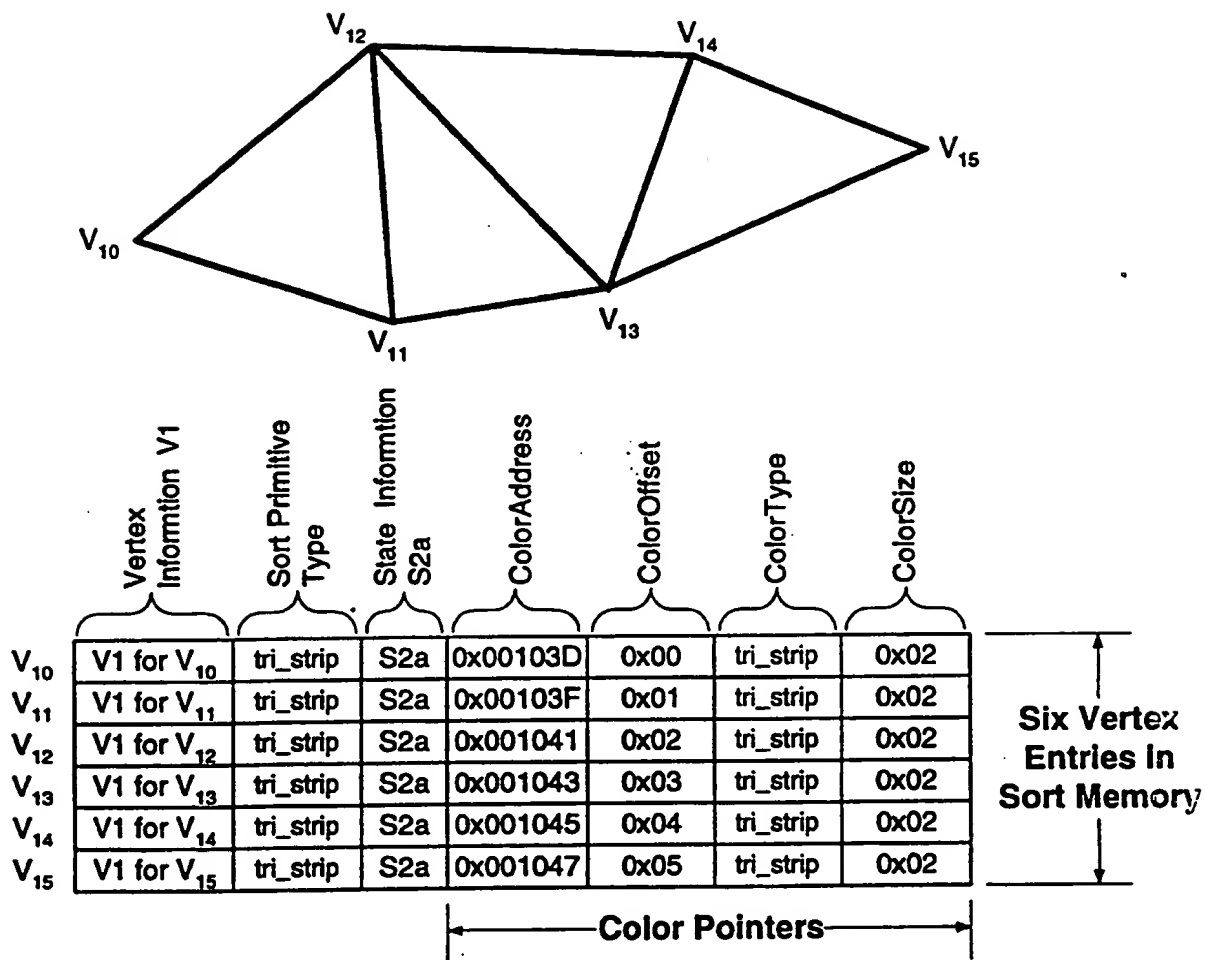 V12
V14
V15
V10
V13
V11
Vertex
Informtion V1
Sort Primitive
Type
State Informtion
S2a
ColorAddress
ColorOffset
ColorType
ColorSize
V10 V1 for V10 tri_strip S2a 0x00103D 0x00 tri_strip 0x02
V11 V1 for V11 tri_strip S2a 0x00103F 0x01 tri_strip 0x02
V12 V1 for V12 tri_strip S2a 0x001041 0x02 tri_strip 0x02
V13 V1 for V13 tri_strip S2a 0x001043 0x03 tri_strip 0x02
V14 V1 for V14 tri_strip S2a 0x001045 0x04 tri_strip 0x02
V15 V1 for V15 tri_strip S2a 0x001047 0x05 tri_strip 0x02
Six Vertex
Entries In
Sort Memory
Color Pointers